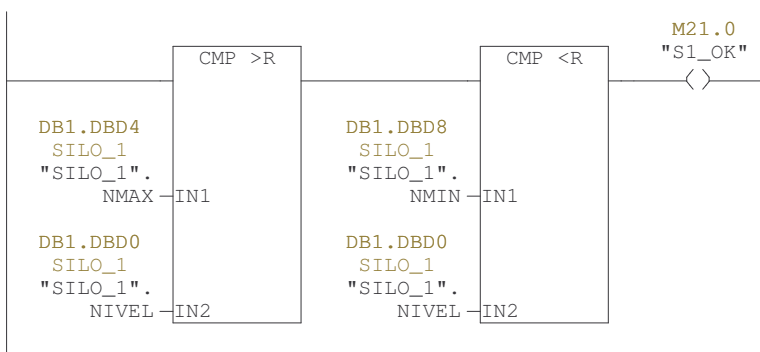 M21.0
"S1_OK"
CMP >R
CMP <R
DB1.DBD4
SILO_1
"SILO_1".
NMAX
IN1
DB1.DBD8
SILO_1
"SILO_1".
NMIN
IN1
DB1.DBD0
SILO_1
"SILO_1".
NIVEL
IN2
DB1.DBD0
SILO_1
"SILO_1".
NIVEL
IN2